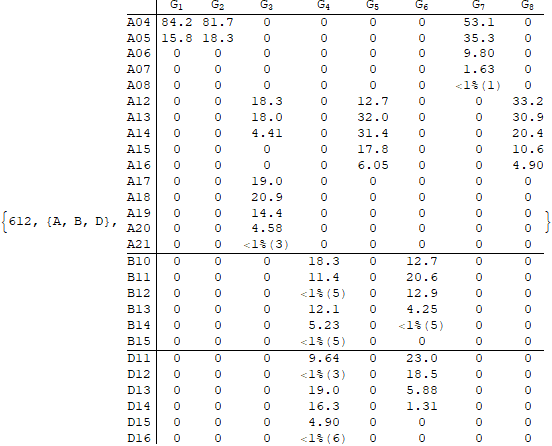 G₁ G₂ G₃ G₄ G₅ G₆ G₇ G₈
A04 84.2 81.7 0 0 0 0 53.1 0
A05 15.8 18.3 0 0 0 0 35.3 0
A06 0 0 0 0 0 0 9.80 0
A07 0 0 0 0 0 0 1.63 0
A08 0 0 0 0 0 0 <1%(1) 0
A12 0 0 18.3 0 12.7 0 0 33.2
A13 0 0 18.0 0 32.0 0 0 30.9
A14 0 0 4.41 0 31.4 0 0 20.4
A15 0 0 0 0 17.8 0 0 10.6
A16 0 0 0 0 6.05 0 0 4.90
A17 0 0 19.0 0 0 0 0 0
A18 0 0 20.9 0 0 0 0 0
A19 0 0 14.4 0 0 0 0 0
{612, {A, B, D}, A20 0 0 4.58 0 0 0 0 0 }
A21 0 0 <1%(3) 0 0 0 0 0
B10 0 0 0 18.3 0 12.7 0 0
B11 0 0 0 11.4 0 20.6 0 0
B12 0 0 0 <1%(5) 0 12.9 0 0
B13 0 0 0 12.1 0 4.25 0 0
B14 0 0 0 5.23 0 <1%(5) 0 0
B15 0 0 0 <1%(5) 0 0 0 0
D11 0 0 0 9.64 0 23.0 0 0
D12 0 0 0 <1%(3) 0 18.5 0 0
D13 0 0 0 19.0 0 5.88 0 0
D14 0 0 0 16.3 0 1.31 0 0
D15 0 0 0 4.90 0 0 0 0
D16 0 0 0 <1%(6) 0 0 0 0